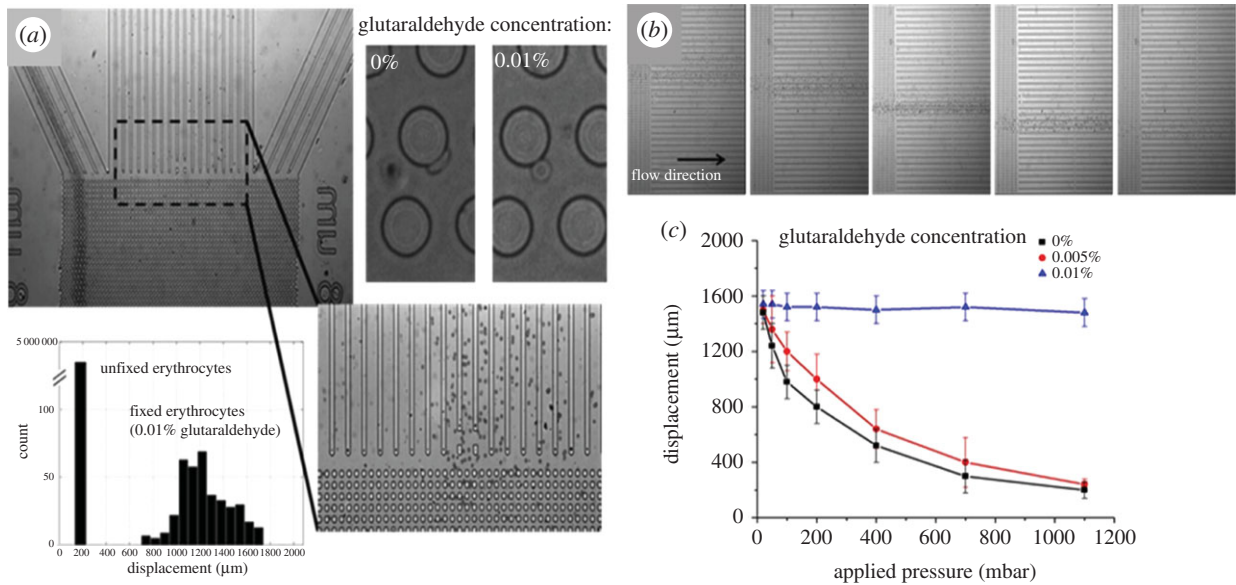 (a)
glutaraldehyde concentration:
0%
0.01%
5 000 000
unfixed erythrocytes
fixed erythrocytes
(0.01% glutaraldehyde)
100
count
50
0
0 200 400 600 800 1000 1200 1400 1600 1800 2000
displacement (µm)
(b)
flow direction
(c)
glutaraldehyde concentration
0%
0.005%
0.01%
2000
1600
1200
800
400
0
displacement (µm)
0 200 400 600 800 1000 1200
applied pressure (mbar)